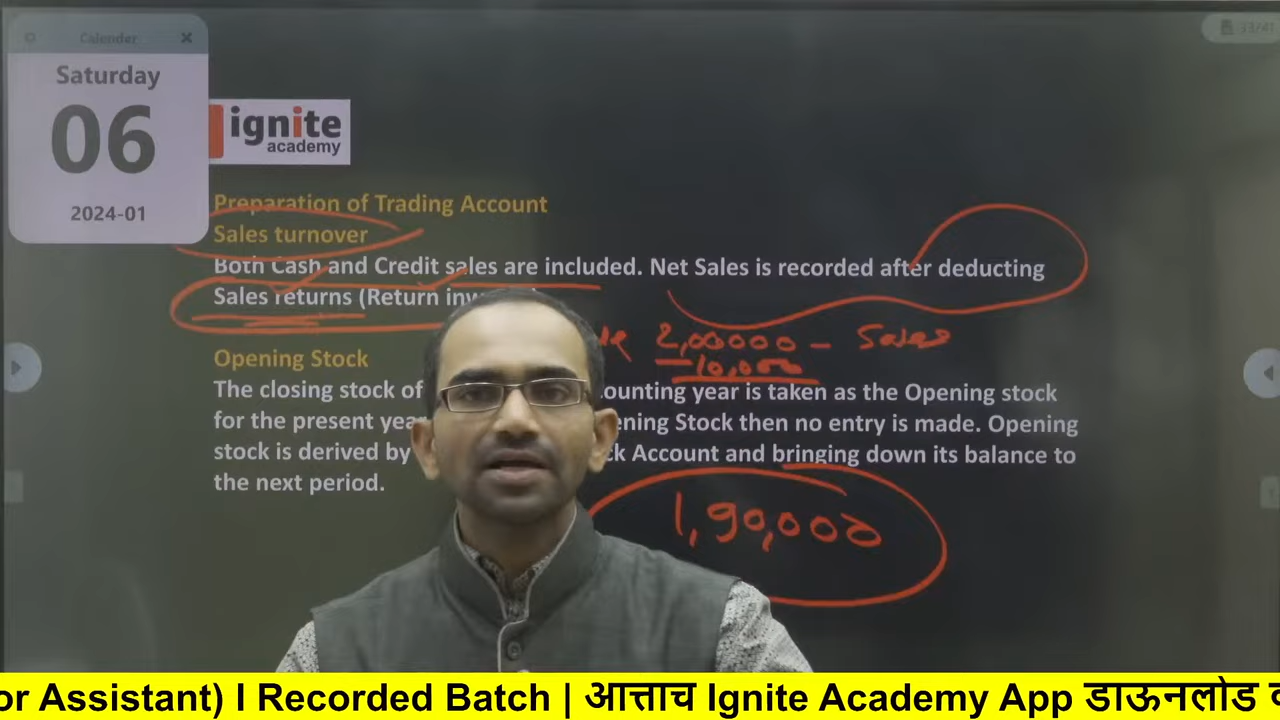 Calender
Saturday
06
2024-01
33/41
ignite
academy
Preparation of Trading Account
Sales turnover
Both Cash and Credit sales are included. Net Sales is recorded after deducting
Sales returns (Return inw
2,00000 - Sales
10,000
Opening Stock
The closing stock of ounting year is taken as the Opening stock
for the present yea ening Stock then no entry is made. Opening
stock is derived by ck Account and bringing down its balance to
the next period.
1,90,000
or Assistant) I Recorded Batch | आत्ताच Ignite Academy App डाऊनलोड